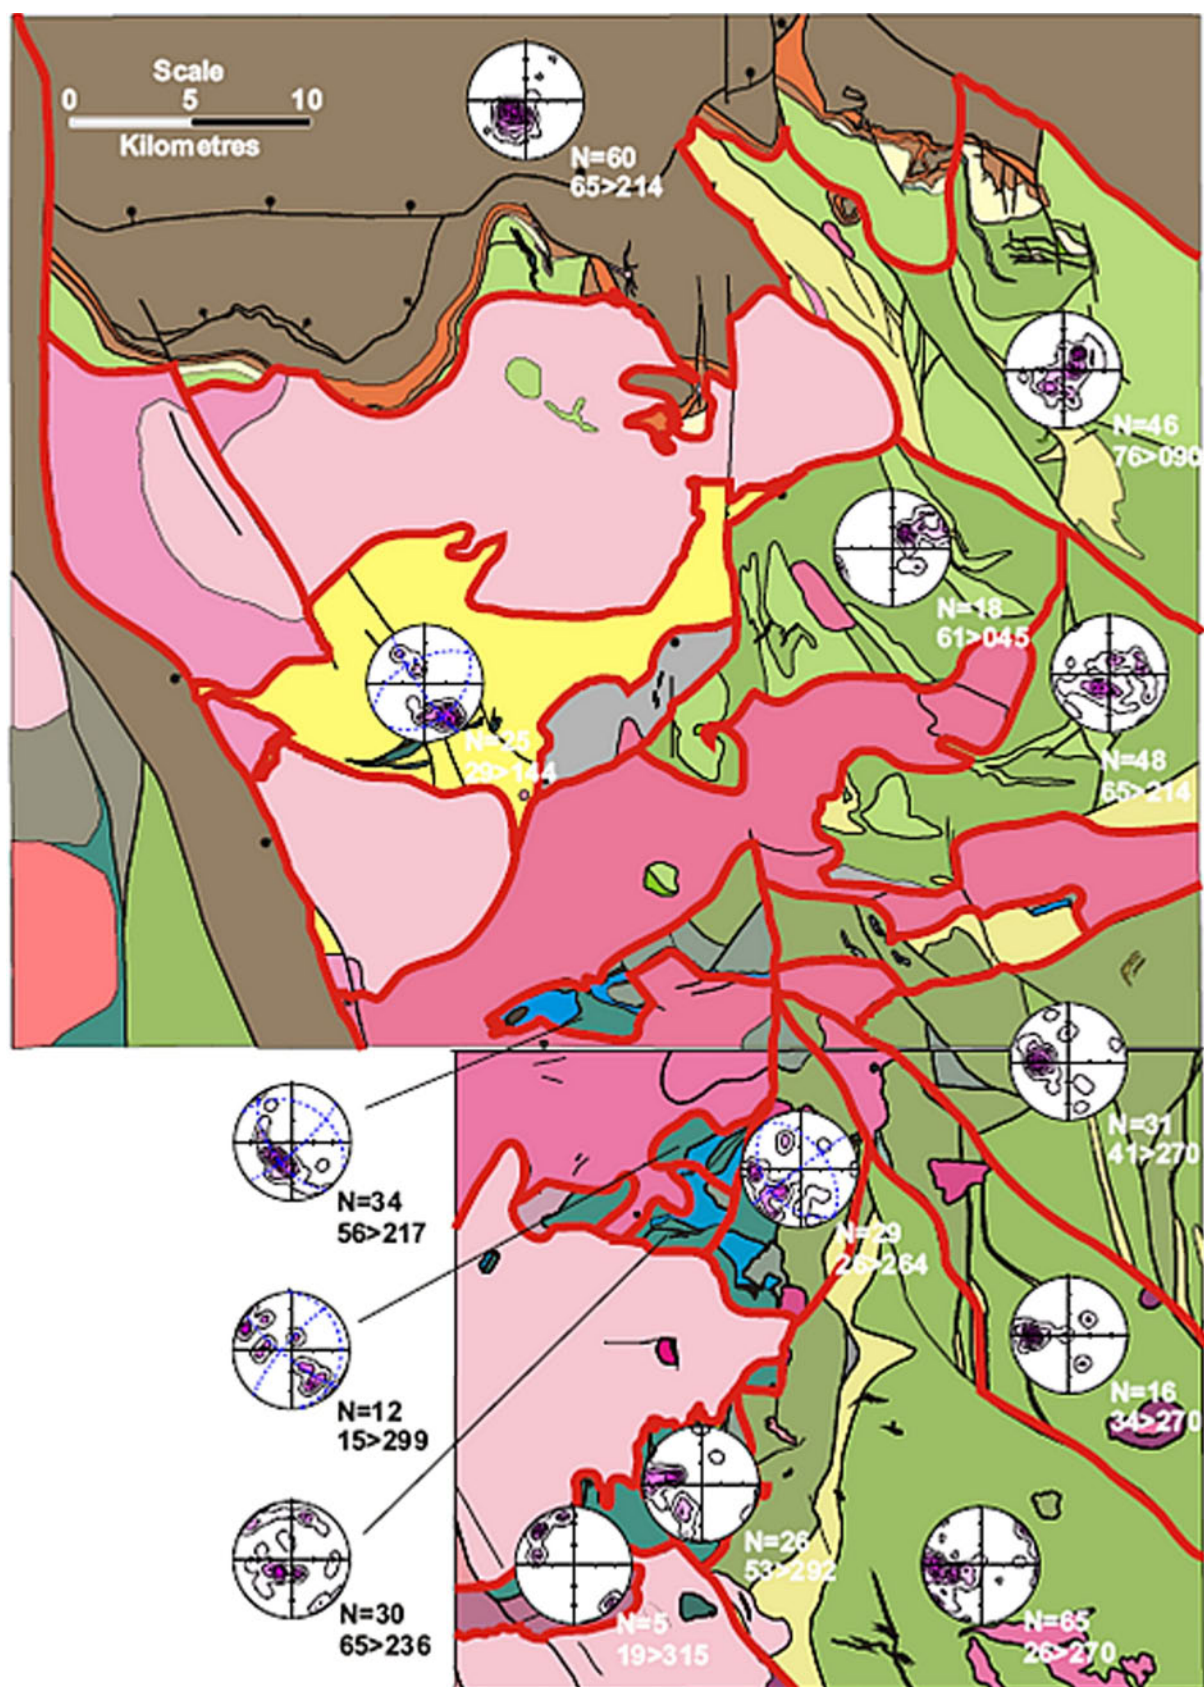 Scale
0 5 10
Kilometres
N=60
65>214
N=46
76>090
N=18
61>045
N=25
29>144
N=48
65>214
N=31
41>270
N=34
56>217
N=29
26>264
N=12
15>299
N=16
34>270
N=26
53>292
N=30
65>236
N=5
19>315
N=65
26>270